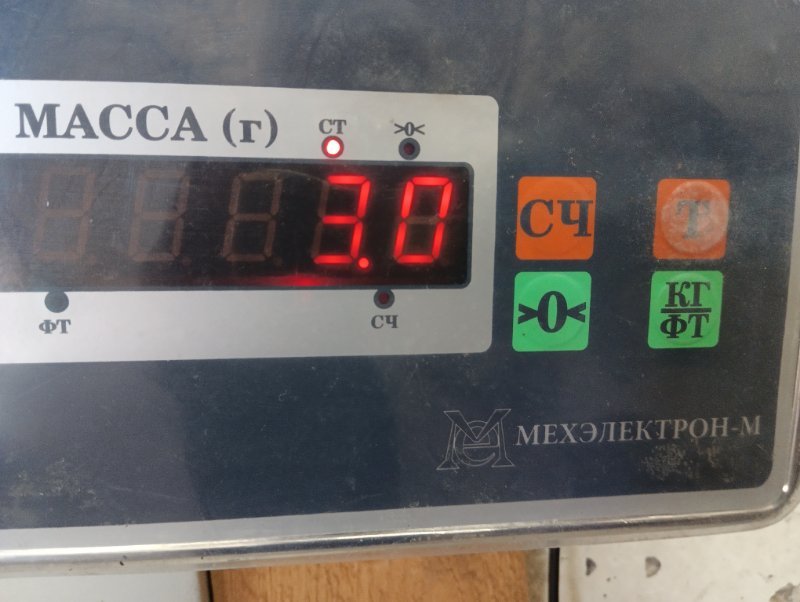 МАССА (г)
СТ
>0<
3.0
ФТ
СЧ
СЧ
Т
>0<
КГ
ФТ
МЕХЭЛЕКТРОН-М